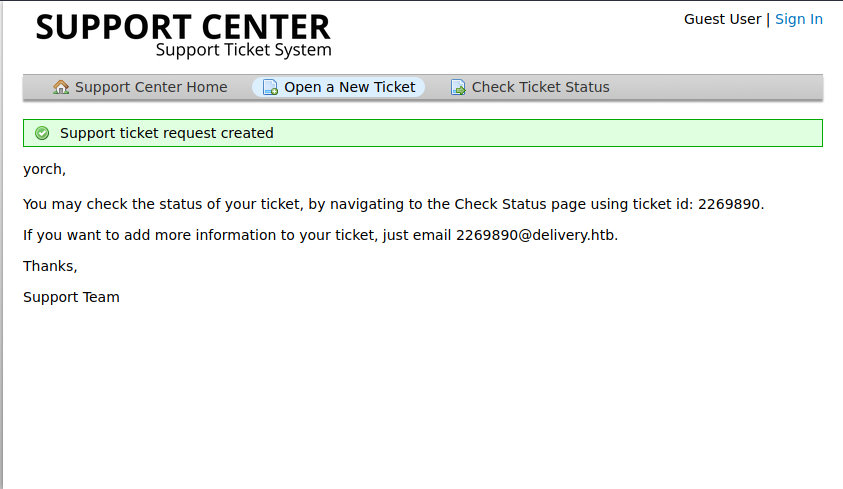 SUPPORT CENTER
Support Ticket System
Guest User | Sign In
Support Center Home Open a New Ticket Check Ticket Status
Support ticket request created
yorch,
You may check the status of your ticket, by navigating to the Check Status page using ticket id: 2269890.
If you want to add more information to your ticket, just email 2269890@delivery.htb.
Thanks,
Support Team